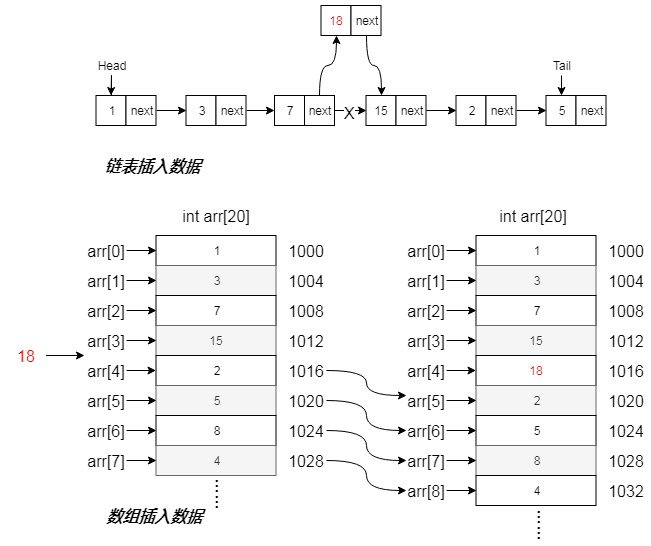 18 next
Head
Tail
1 next 3 next 7 next X 15 next 2 next 5 next
链表插入数据
int arr[20]
arr[0] 1 1000
arr[1] 3 1004
arr[2] 7 1008
arr[3] 15 1012
18
arr[4] 2 1016
arr[5] 5 1020
arr[6] 8 1024
arr[7] 4 1028
数组插入数据
int arr[20]
arr[0] 1 1000
arr[1] 3 1004
arr[2] 7 1008
arr[3] 15 1012
arr[4] 18 1016
arr[5] 2 1020
arr[6] 5 1024
arr[7] 8 1028
arr[8] 4 1032